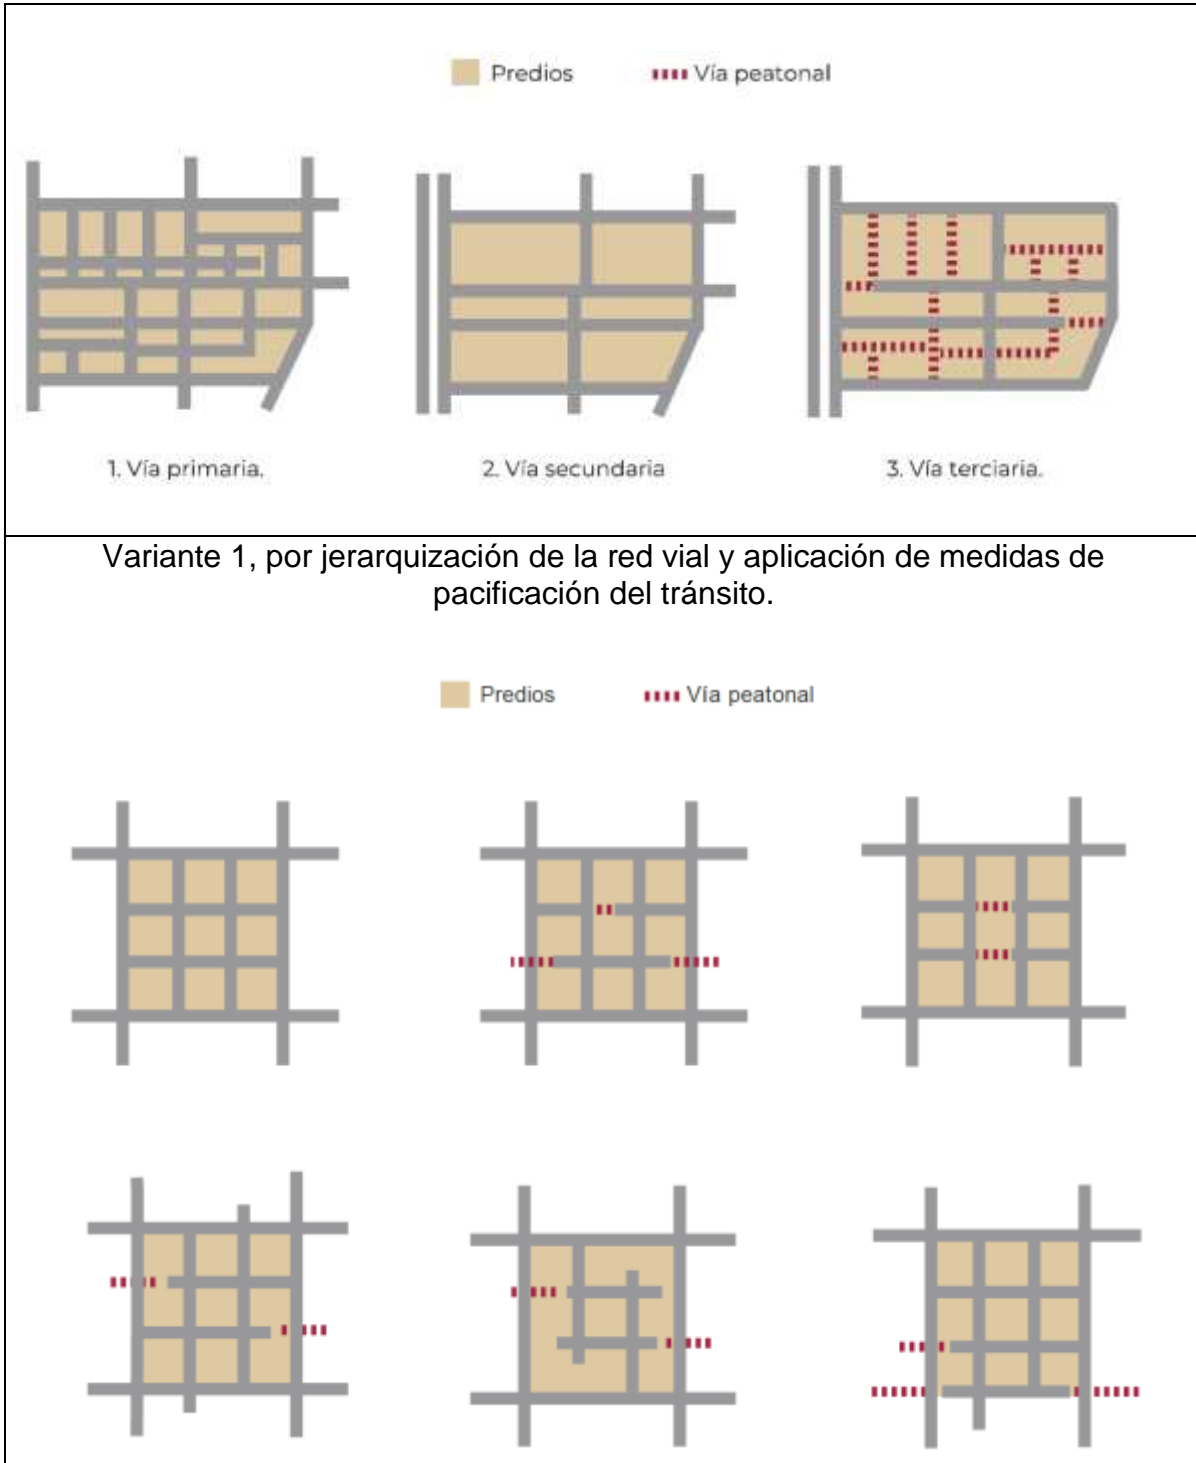 Predios
Vía peatonal
1. Vía primaria.
2. Vía secundaria
3. Vía terciaria.
Variante 1, por jerarquización de la red vial y aplicación de medidas de
pacificación del tránsito.
Predios
Vía peatonal